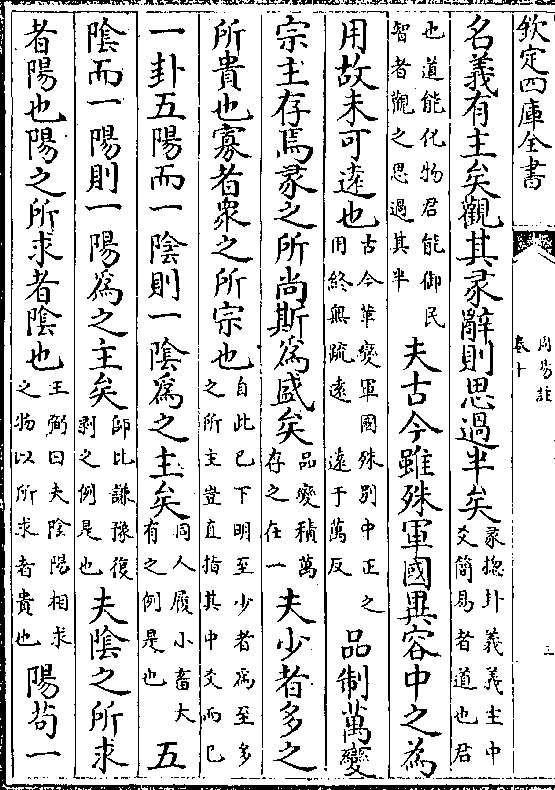 欽定四庫全書
周易註
卷十
三
名義有主矣觀其彖辭則思過半矣彖揔卦義義主中爻簡易者道也君
也道能化物君能御民智者觀之思過其半夫古今雖殊軍國異容中之為
用故未可遠也古今革變軍國殊別中正之用終無疏遠 遠于萬反品制萬變
宗主存焉彖之所尚斯為盛矣品變積萬存之在一夫少者多之
所貴也寡者衆之所宗也自此已下明至少者為至多之所主豈直指其中爻而已
一卦五陽而一陰則一陰為之主矣同人履小畜大有之例是也五
陰而一陽則一陽為之主矣師比謙豫復剝之例是也夫陰之所求
者陽也陽之所求者陰也王弼曰夫陰陽相求之物以所求者貴也陽苟一